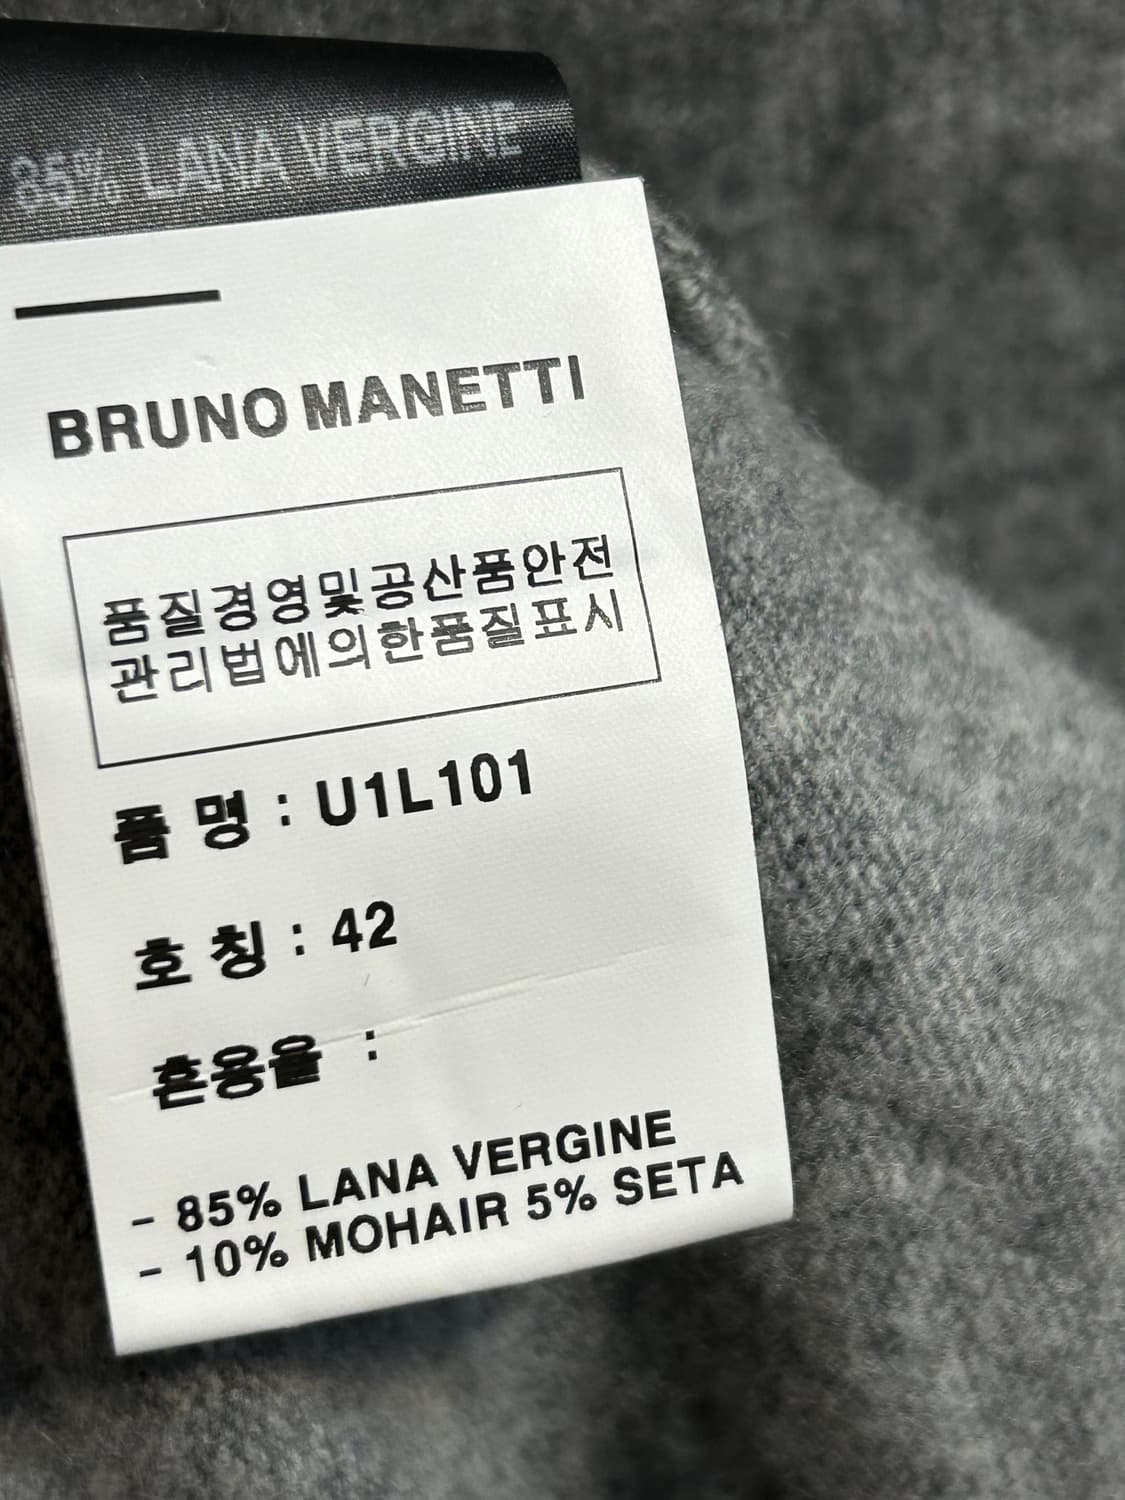 85% LANA VERGINE
BRUNO MANETTI
품질경영및공산품안전
관리법에의한품질표시
품 명 : U1L101
호 칭 : 42
혼용율 :
- 85% LANA VERGINE
- 10% MOHAIR 5% SETA